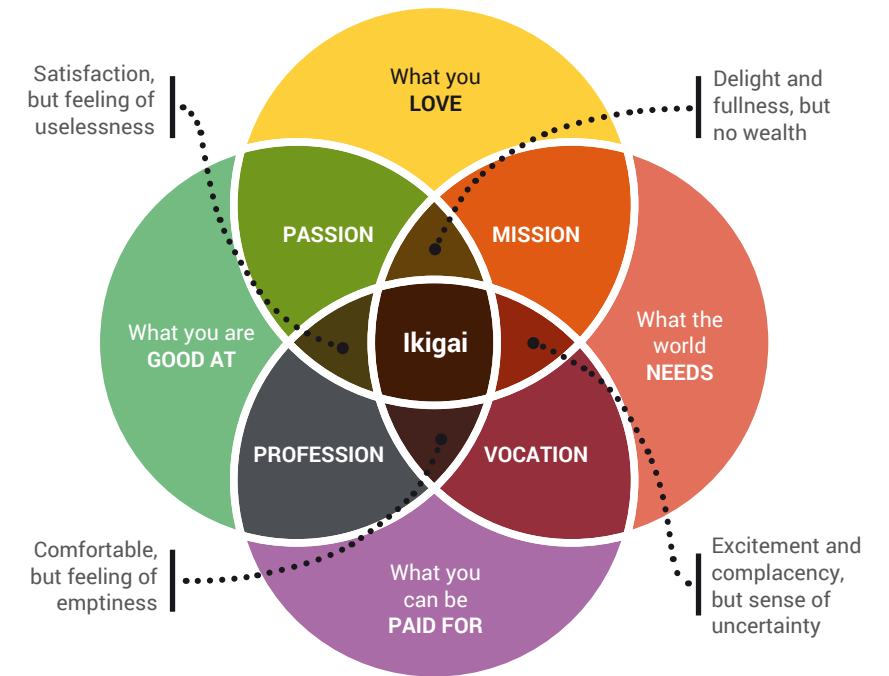 What you
LOVE
Satisfaction,
but feeling of
uselessness
Delight and
fullness, but
no wealth
PASSION
MISSION
What you are
GOOD AT
Ikigai
What the
world
NEEDS
PROFESSION
VOCATION
Comfortable,
but feeling of
emptiness
What you
can be
PAID FOR
Excitement and
complacency,
but sense of
uncertainty